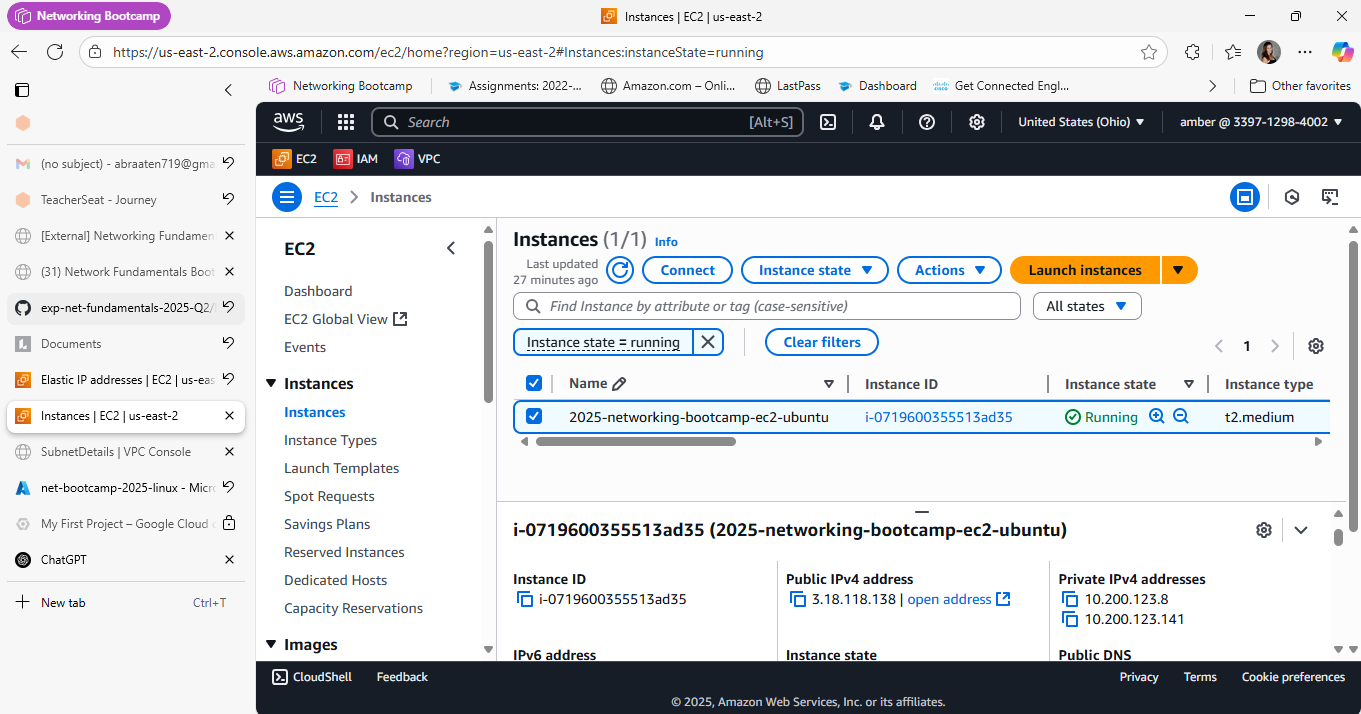 Networking Bootcamp
Instances | EC2 | us-east-2
https://us-east-2.console.aws.amazon.com/ec2/home?region=us-east-2#Instances:instanceState=running
Networking Bootcamp
Assignments: 2022-...
Amazon.com – Onli...
LastPass
Dashboard
Get Connected Engl...
Other favorites
(no subject) - abraaten719@gma
TeacherSeat - Journey
[External] Networking Fundamen
(31) Network Fundamentals Boot
exp-net-fundamentals-2025-Q2/
Documents
Elastic IP addresses | EC2 | us-eas
Instances | EC2 | us-east-2
SubnetDetails | VPC Console
net-bootcamp-2025-linux - Micro
My First Project – Google Cloud c
ChatGPT
New tab
Ctrl+T
aws
Search
[Alt+S]
United States (Ohio)
amber @ 3397-1298-4002
EC2
IAM
VPC
EC2
Instances
EC2
Dashboard
EC2 Global View
Events
Instances
Instances
Instance Types
Launch Templates
Spot Requests
Savings Plans
Reserved Instances
Dedicated Hosts
Capacity Reservations
Images
Instances (1/1) Info
Last updated
27 minutes ago
Connect
Instance state
Actions
Launch instances
Find Instance by attribute or tag (case-sensitive)
All states
Instance state = running
Clear filters
1
Name
Instance ID
Instance state
Instance type
2025-networking-bootcamp-ec2-ubuntu
i-0719600355513ad35
Running
t2.medium
i-0719600355513ad35 (2025-networking-bootcamp-ec2-ubuntu)
Instance ID
i-0719600355513ad35
Public IPv4 address
3.18.118.138 | open address
Private IPv4 addresses
10.200.123.8
10.200.123.141
IPv6 address
Instance state
Public DNS
CloudShell
Feedback
Privacy
Terms
Cookie preferences
© 2025, Amazon Web Services, Inc. or its affiliates.